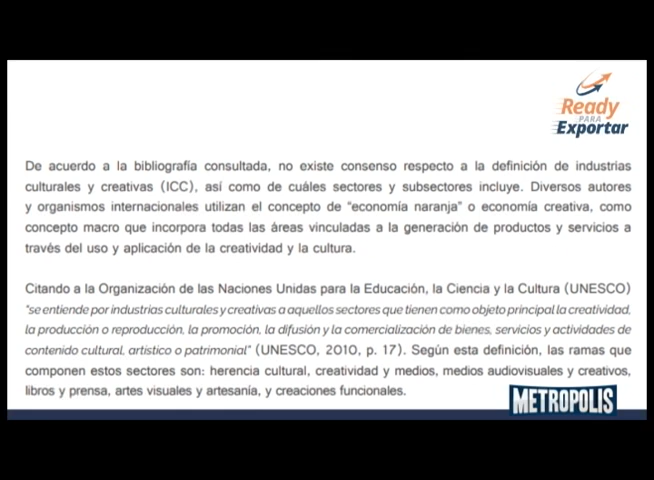 Ready
PARA
Exportar
De acuerdo a la bibliografía consultada, no existe consenso respecto a la definición de industrias
culturales y creativas (ICC), así como de cuáles sectores y subsectores incluye. Diversos autores
y organismos internacionales utilizan el concepto de "economía naranja" o economía creativa, como
concepto macro que incorpora todas las áreas vinculadas a la generación de productos y servicios a
través del uso y aplicación de la creatividad y la cultura.
Citando a la Organización de las Naciones Unidas para la Educación, la Ciencia y la Cultura (UNESCO)
"se entiende por industrias culturales y creativas a aquellos sectores que tienen como objeto principal la creatividad,
la producción o reproducción, la promoción, la difusión y la comercialización de bienes, servicios y actividades de
contenido cultural, artístico o patrimonial" (UNESCO, 2010, p. 17). Según esta definición, las ramas que
componen estos sectores son: herencia cultural, creatividad y medios, medios audiovisuales y creativos,
libros y prensa, artes visuales y artesanía, y creaciones funcionales.
METROPOLIS